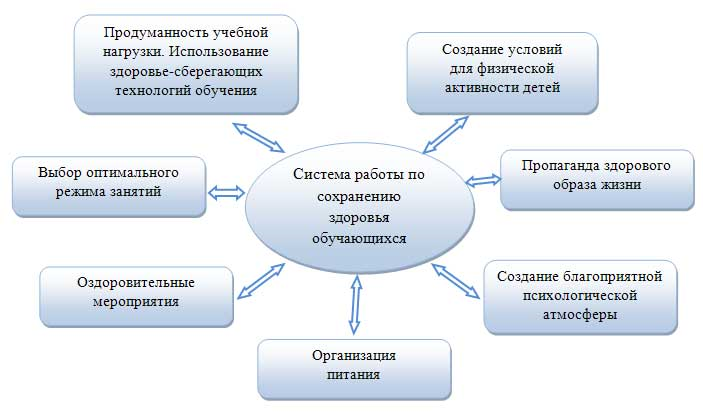 Продуманность учебной
нагрузки. Использование
здоровье-сберегающих
технологий обучения
Создание условий
для физической
активности детей
Выбор оптимального
режима занятий
Система работы по
сохранению
здоровья
обучающихся
Пропаганда здорового
образа жизни
Оздоровительные
мероприятия
Создание благоприятной
психологической
атмосферы
Организация
питания